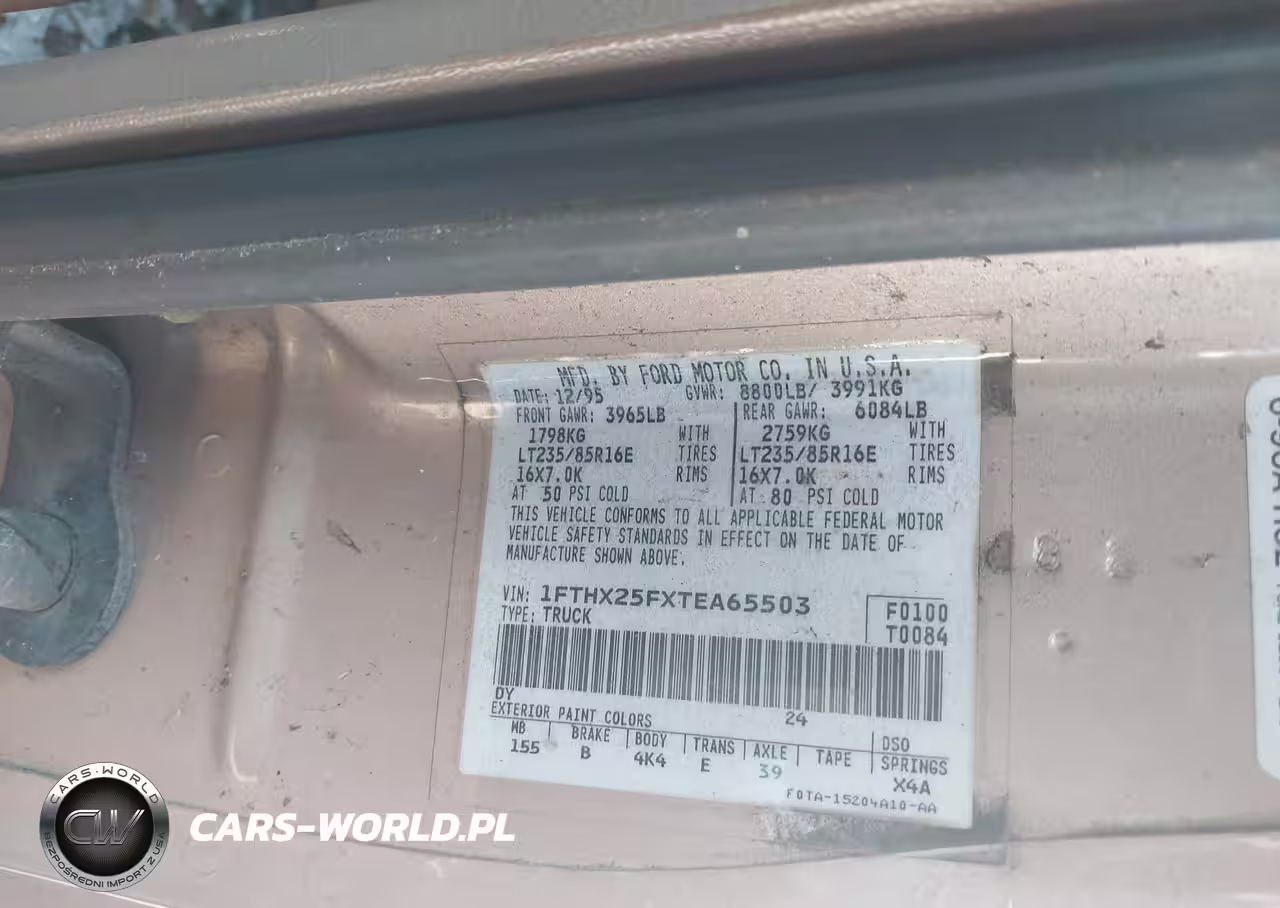 MFD. BY FORD MOTOR CO. IN U.S.A.
DATE: 12/95 GVWR: 8800LB/ 3991KG
FRONT GAWR: 3965LB REAR GAWR: 6084LB
1798KG WITH 2759KG WITH
LT235/85R16E TIRES LT235/85R16E TIRES
16X7.0K RIMS 16X7.0K RIMS
AT 50 PSI COLD AT 80 PSI COLD
THIS VEHICLE CONFORMS TO ALL APPLICABLE FEDERAL MOTOR
VEHICLE SAFETY STANDARDS IN EFFECT ON THE DATE OF
MANUFACTURE SHOWN ABOVE.
VIN: 1FTHX25FXTEA65503 F0100
TYPE: TRUCK T0084
DY
EXTERIOR PAINT COLORS 24 DSO
WB BRAKE BODY TRANS AXLE TAPE SPRINGS
155 B 4K4 E 39 X4A
F0TA-15204A10-AA
CARS-WORLD
CW
BEZPOŚREDNI IMPORT Z USA
CARS-WORLD.PL